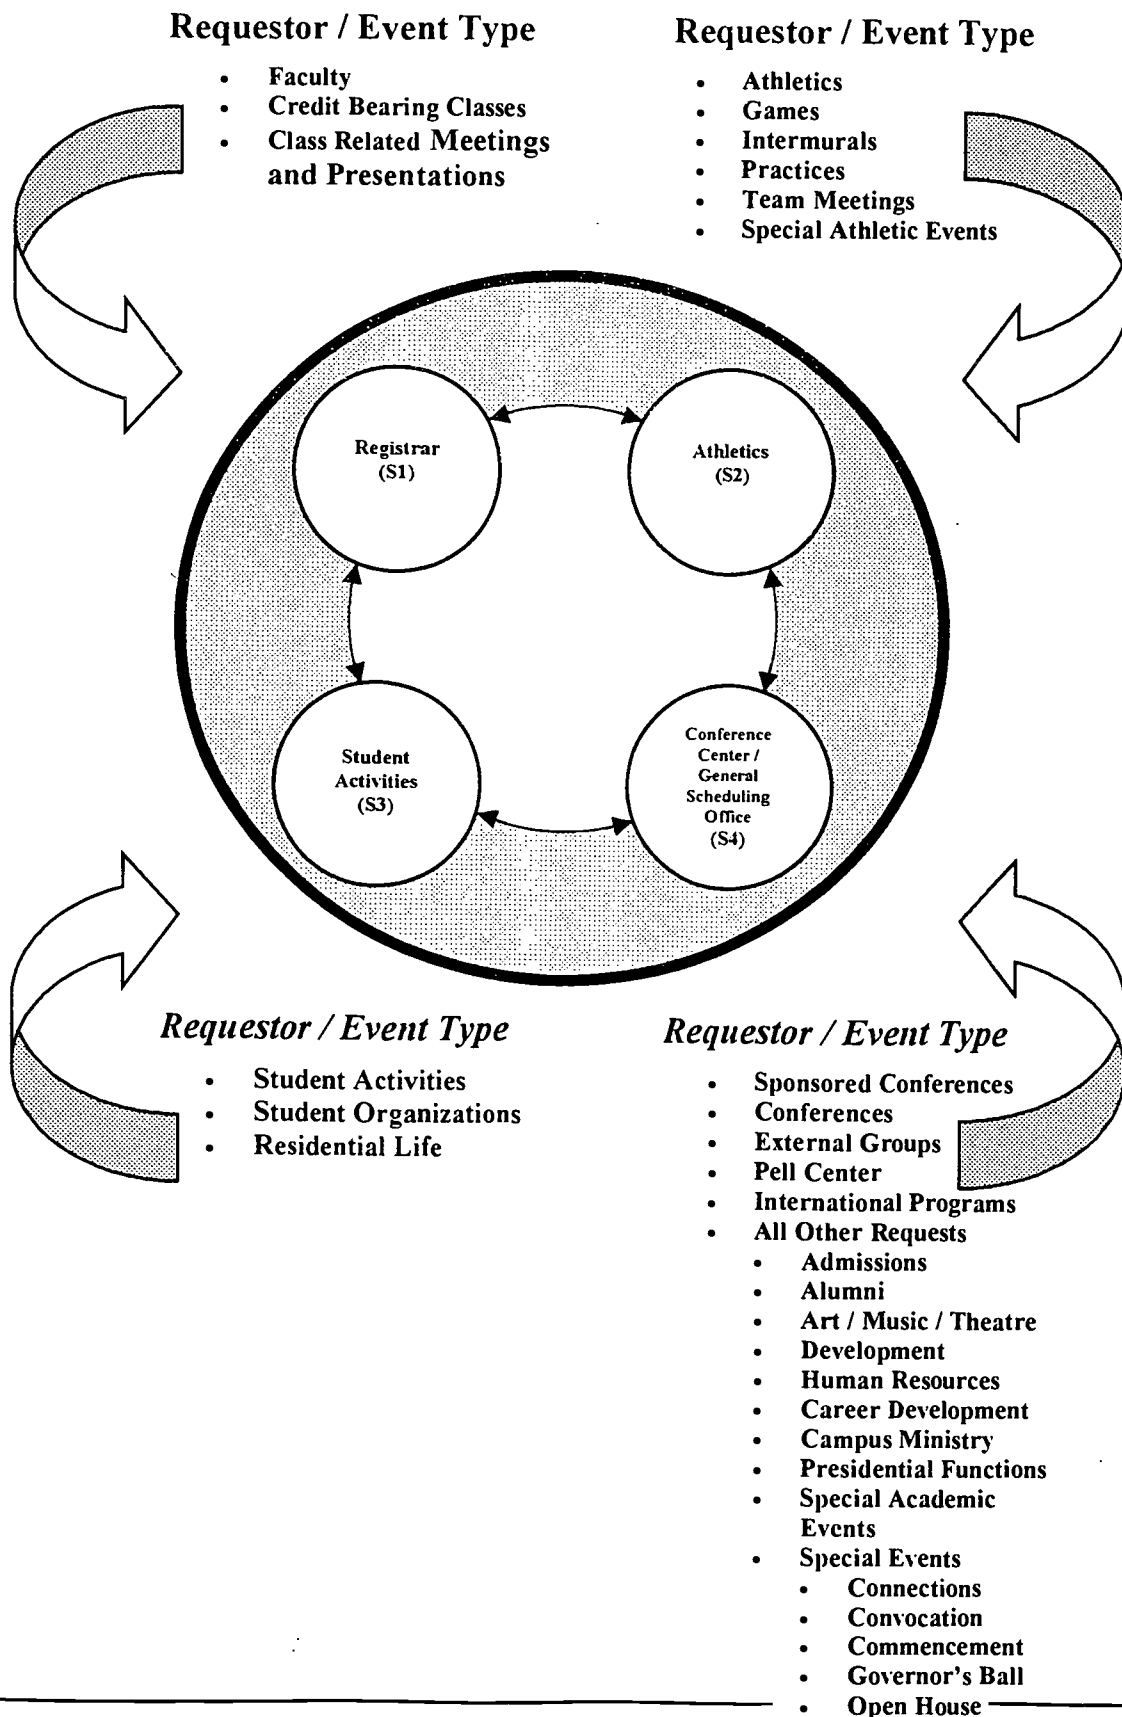 Requestor / Event Type
• Faculty
• Credit Bearing Classes
• Class Related Meetings
and Presentations
Requestor / Event Type
• Athletics
• Games
• Intermurals
• Practices
• Team Meetings
• Special Athletic Events
Registrar
(S1)
Athletics
(S2)
Student
Activities
(S3)
Conference
Center /
General
Scheduling
Office
(S4)
Requestor / Event Type
• Student Activities
• Student Organizations
• Residential Life
Requestor / Event Type
• Sponsored Conferences
• Conferences
• External Groups
• Pell Center
• International Programs
• All Other Requests
• Admissions
• Alumni
• Art / Music / Theatre
• Development
• Human Resources
• Career Development
• Campus Ministry
• Presidential Functions
• Special Academic
Events
• Special Events
• Connections
• Convocation
• Commencement
• Governor's Ball
• Open House